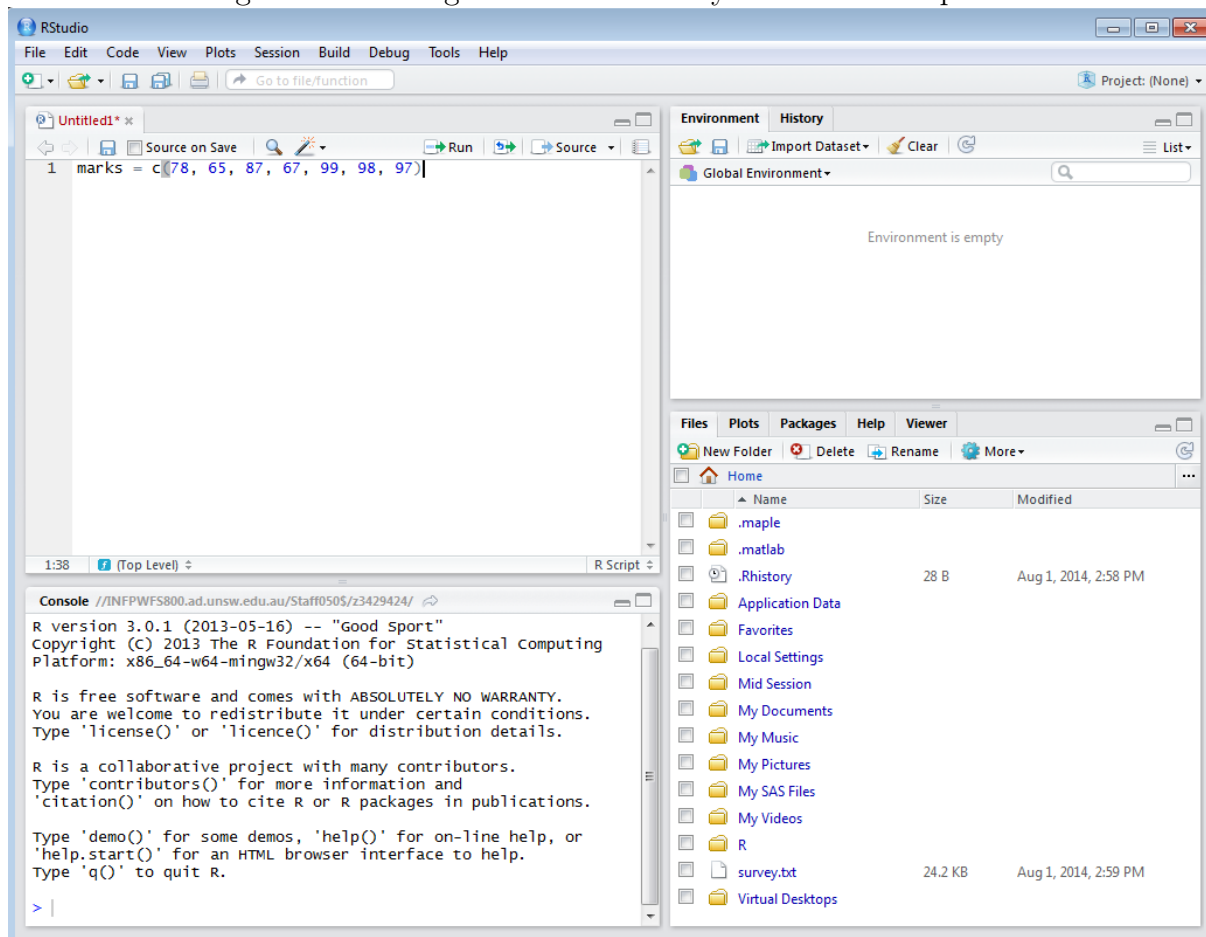 RStudio
File Edit Code View Plots Session Build Debug Tools Help
Go to file/function
Project: (None)
Untitled1*
Source on Save Run Source
1 marks = c(78, 65, 87, 67, 99, 98, 97)
1:38 (Top Level) R Script
Console //INFPWFS800.ad.unsw.edu.au/Staff050$/z3429424/
R version 3.0.1 (2013-05-16) -- "Good Sport"
Copyright (C) 2013 The R Foundation for Statistical Computing
Platform: x86_64-w64-mingw32/x64 (64-bit)
R is free software and comes with ABSOLUTELY NO WARRANTY.
You are welcome to redistribute it under certain conditions.
Type 'license()' or 'licence()' for distribution details.
R is a collaborative project with many contributors.
Type 'contributors()' for more information and
'citation()' on how to cite R or R packages in publications.
Type 'demo()' for some demos, 'help()' for on-line help, or
'help.start()' for an HTML browser interface to help.
Type 'q()' to quit R.
>
Environment History
Import Dataset Clear List
Global Environment
Environment is empty
Files Plots Packages Help Viewer
New Folder Delete Rename More
Home ...
Name Size Modified
.maple
.matlab
.Rhistory 28 B Aug 1, 2014, 2:58 PM
Application Data
Favorites
Local Settings
Mid Session
My Documents
My Music
My Pictures
My SAS Files
My Videos
R
survey.txt 24.2 KB Aug 1, 2014, 2:59 PM
Virtual Desktops